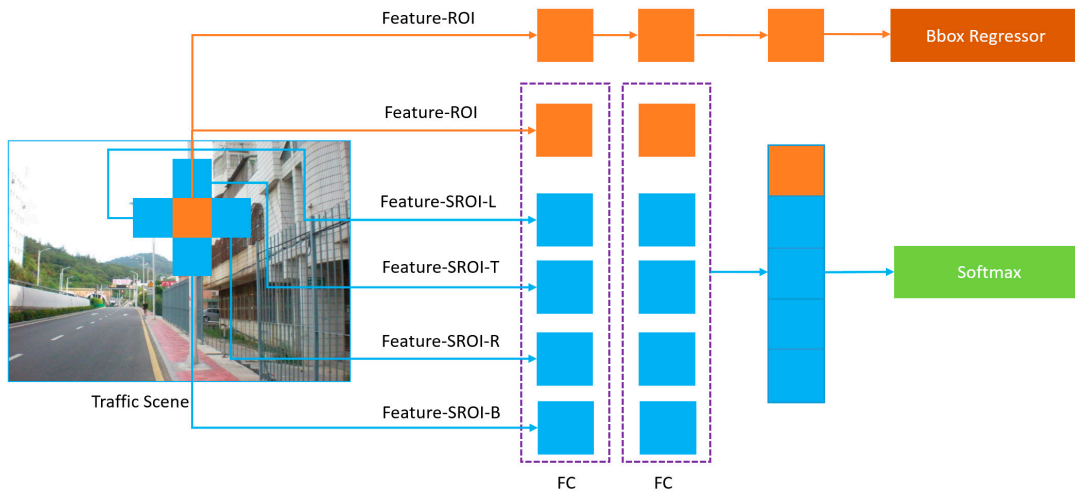 Feature-ROI
Bbox Regressor
Feature-ROI
Feature-SROI-L
Feature-SROI-T
Softmax
Feature-SROI-R
Traffic Scene
Feature-SROI-B
FC
FC